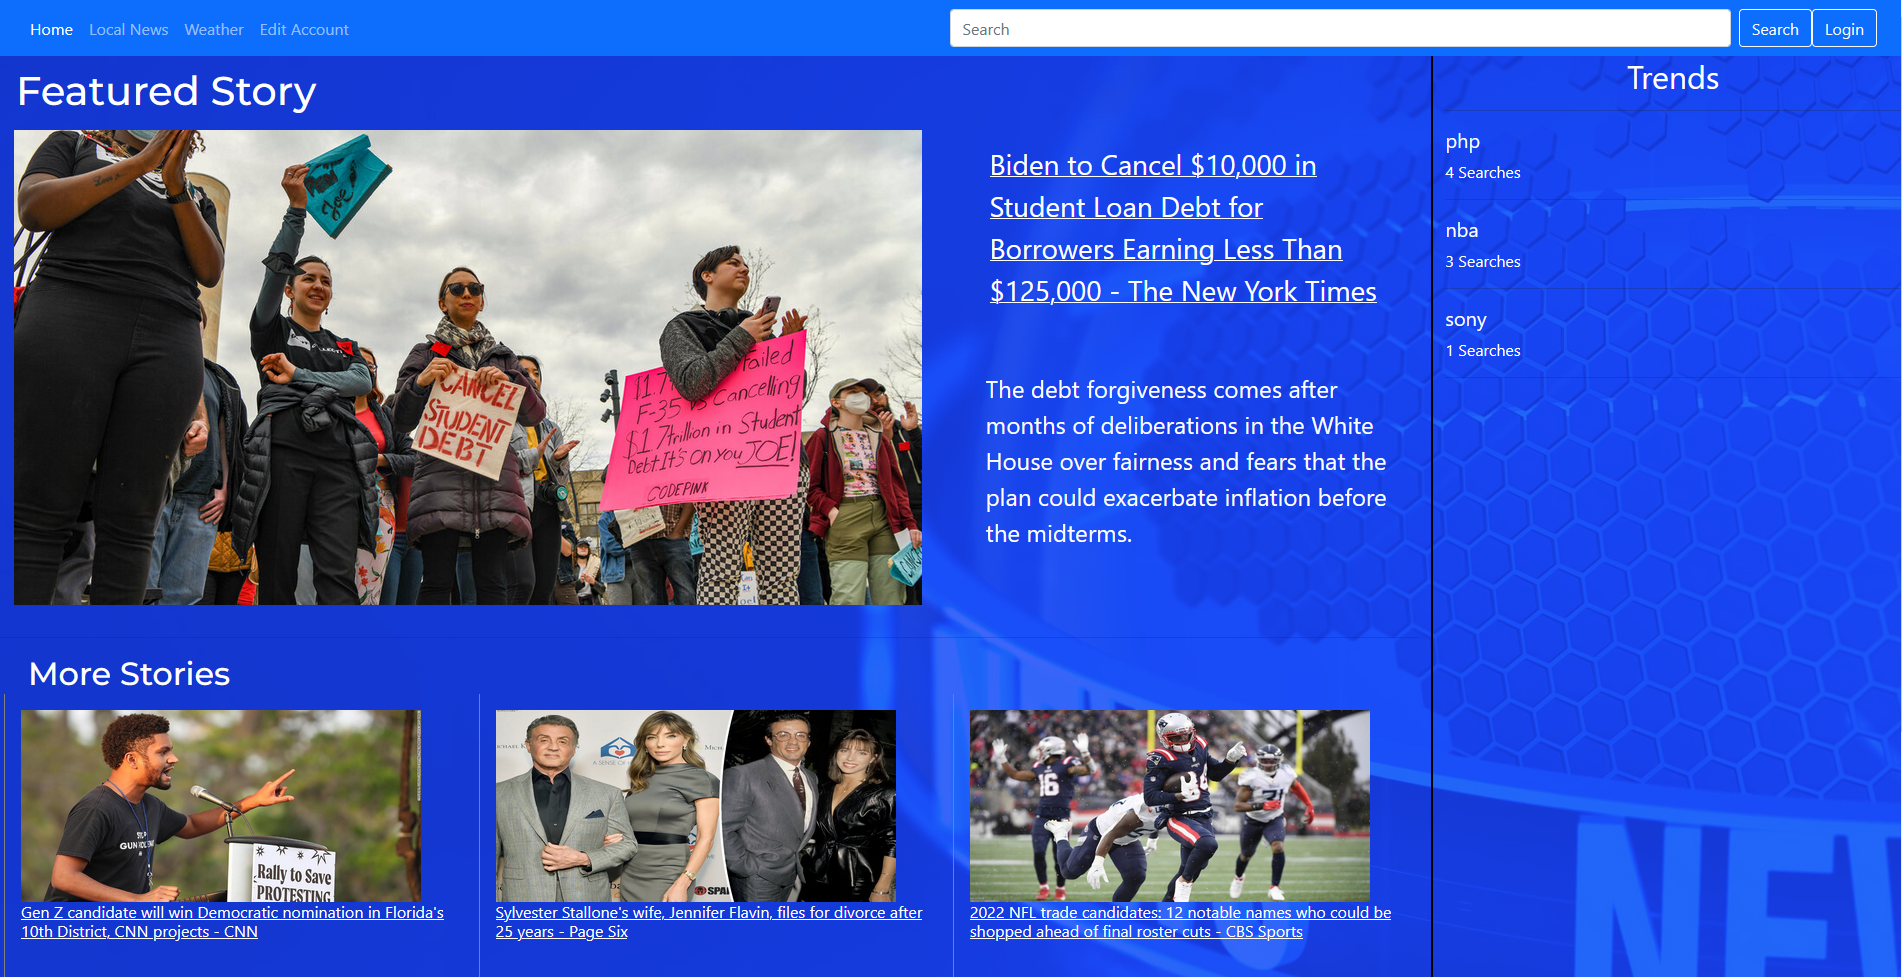 Home Local News Weather Edit Account Search Search Login
Featured Story
Joe
CANCEL
STUDENT
DEBT
$1.7 Failed
F-35 vs Cancelling
$1.7 trillion in Student
Debt. It's on you JOE!
CODEPINK
Biden to Cancel $10,000 in
Student Loan Debt for
Borrowers Earning Less Than
$125,000 - The New York Times
The debt forgiveness comes after
months of deliberations in the White
House over fairness and fears that the
plan could exacerbate inflation before
the midterms.
Trends
php
4 Searches
nba
3 Searches
sony
1 Searches
More Stories
Rally to Save
PROTESTING
Gen Z candidate will win Democratic nomination in Florida's
10th District, CNN projects - CNN
A SENSE OF
Sylvester Stallone's wife, Jennifer Flavin, files for divorce after
25 years - Page Six
16
2022 NFL trade candidates: 12 notable names who could be
shopped ahead of final roster cuts - CBS Sports